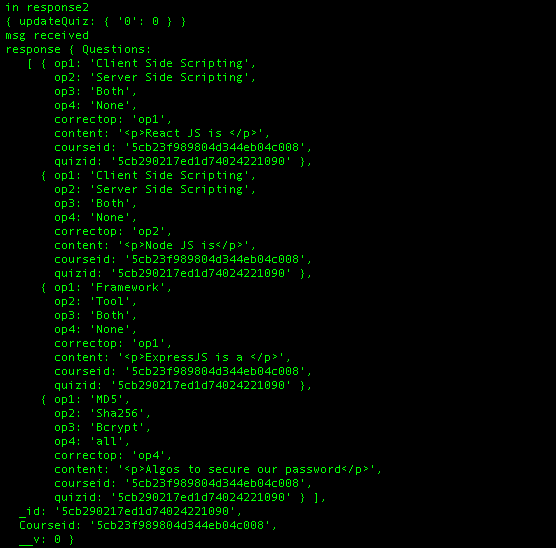 in response2
{ updateQuiz: { '0': 0 } }
msg received
response { Questions:
   [ { op1: 'Client Side Scripting',
       op2: 'Server Side Scripting',
       op3: 'Both',
       op4: 'None',
       correctop: 'op1',
       content: '<p>React JS is </p>',
       courseid: '5cb23f989804d344eb04c008',
       quizid: '5cb290217ed1d74024221090' },
     { op1: 'Client Side Scripting',
       op2: 'Server Side Scripting',
       op3: 'Both',
       op4: 'None',
       correctop: 'op2',
       content: '<p>Node JS is</p>',
       courseid: '5cb23f989804d344eb04c008',
       quizid: '5cb290217ed1d74024221090' },
     { op1: 'Framework',
       op2: 'Tool',
       op3: 'Both',
       op4: 'None',
       correctop: 'op1',
       content: '<p>ExpressJS is a </p>',
       courseid: '5cb23f989804d344eb04c008',
       quizid: '5cb290217ed1d74024221090' },
     { op1: 'MD5',
       op2: 'Sha256',
       op3: 'Bcrypt',
       op4: 'all',
       correctop: 'op4',
       content: '<p>Algos to secure our password</p>',
       courseid: '5cb23f989804d344eb04c008',
       quizid: '5cb290217ed1d74024221090' } ],
  _id: '5cb290217ed1d74024221090',
  Courseid: '5cb23f989804d344eb04c008',
  __v: 0 }